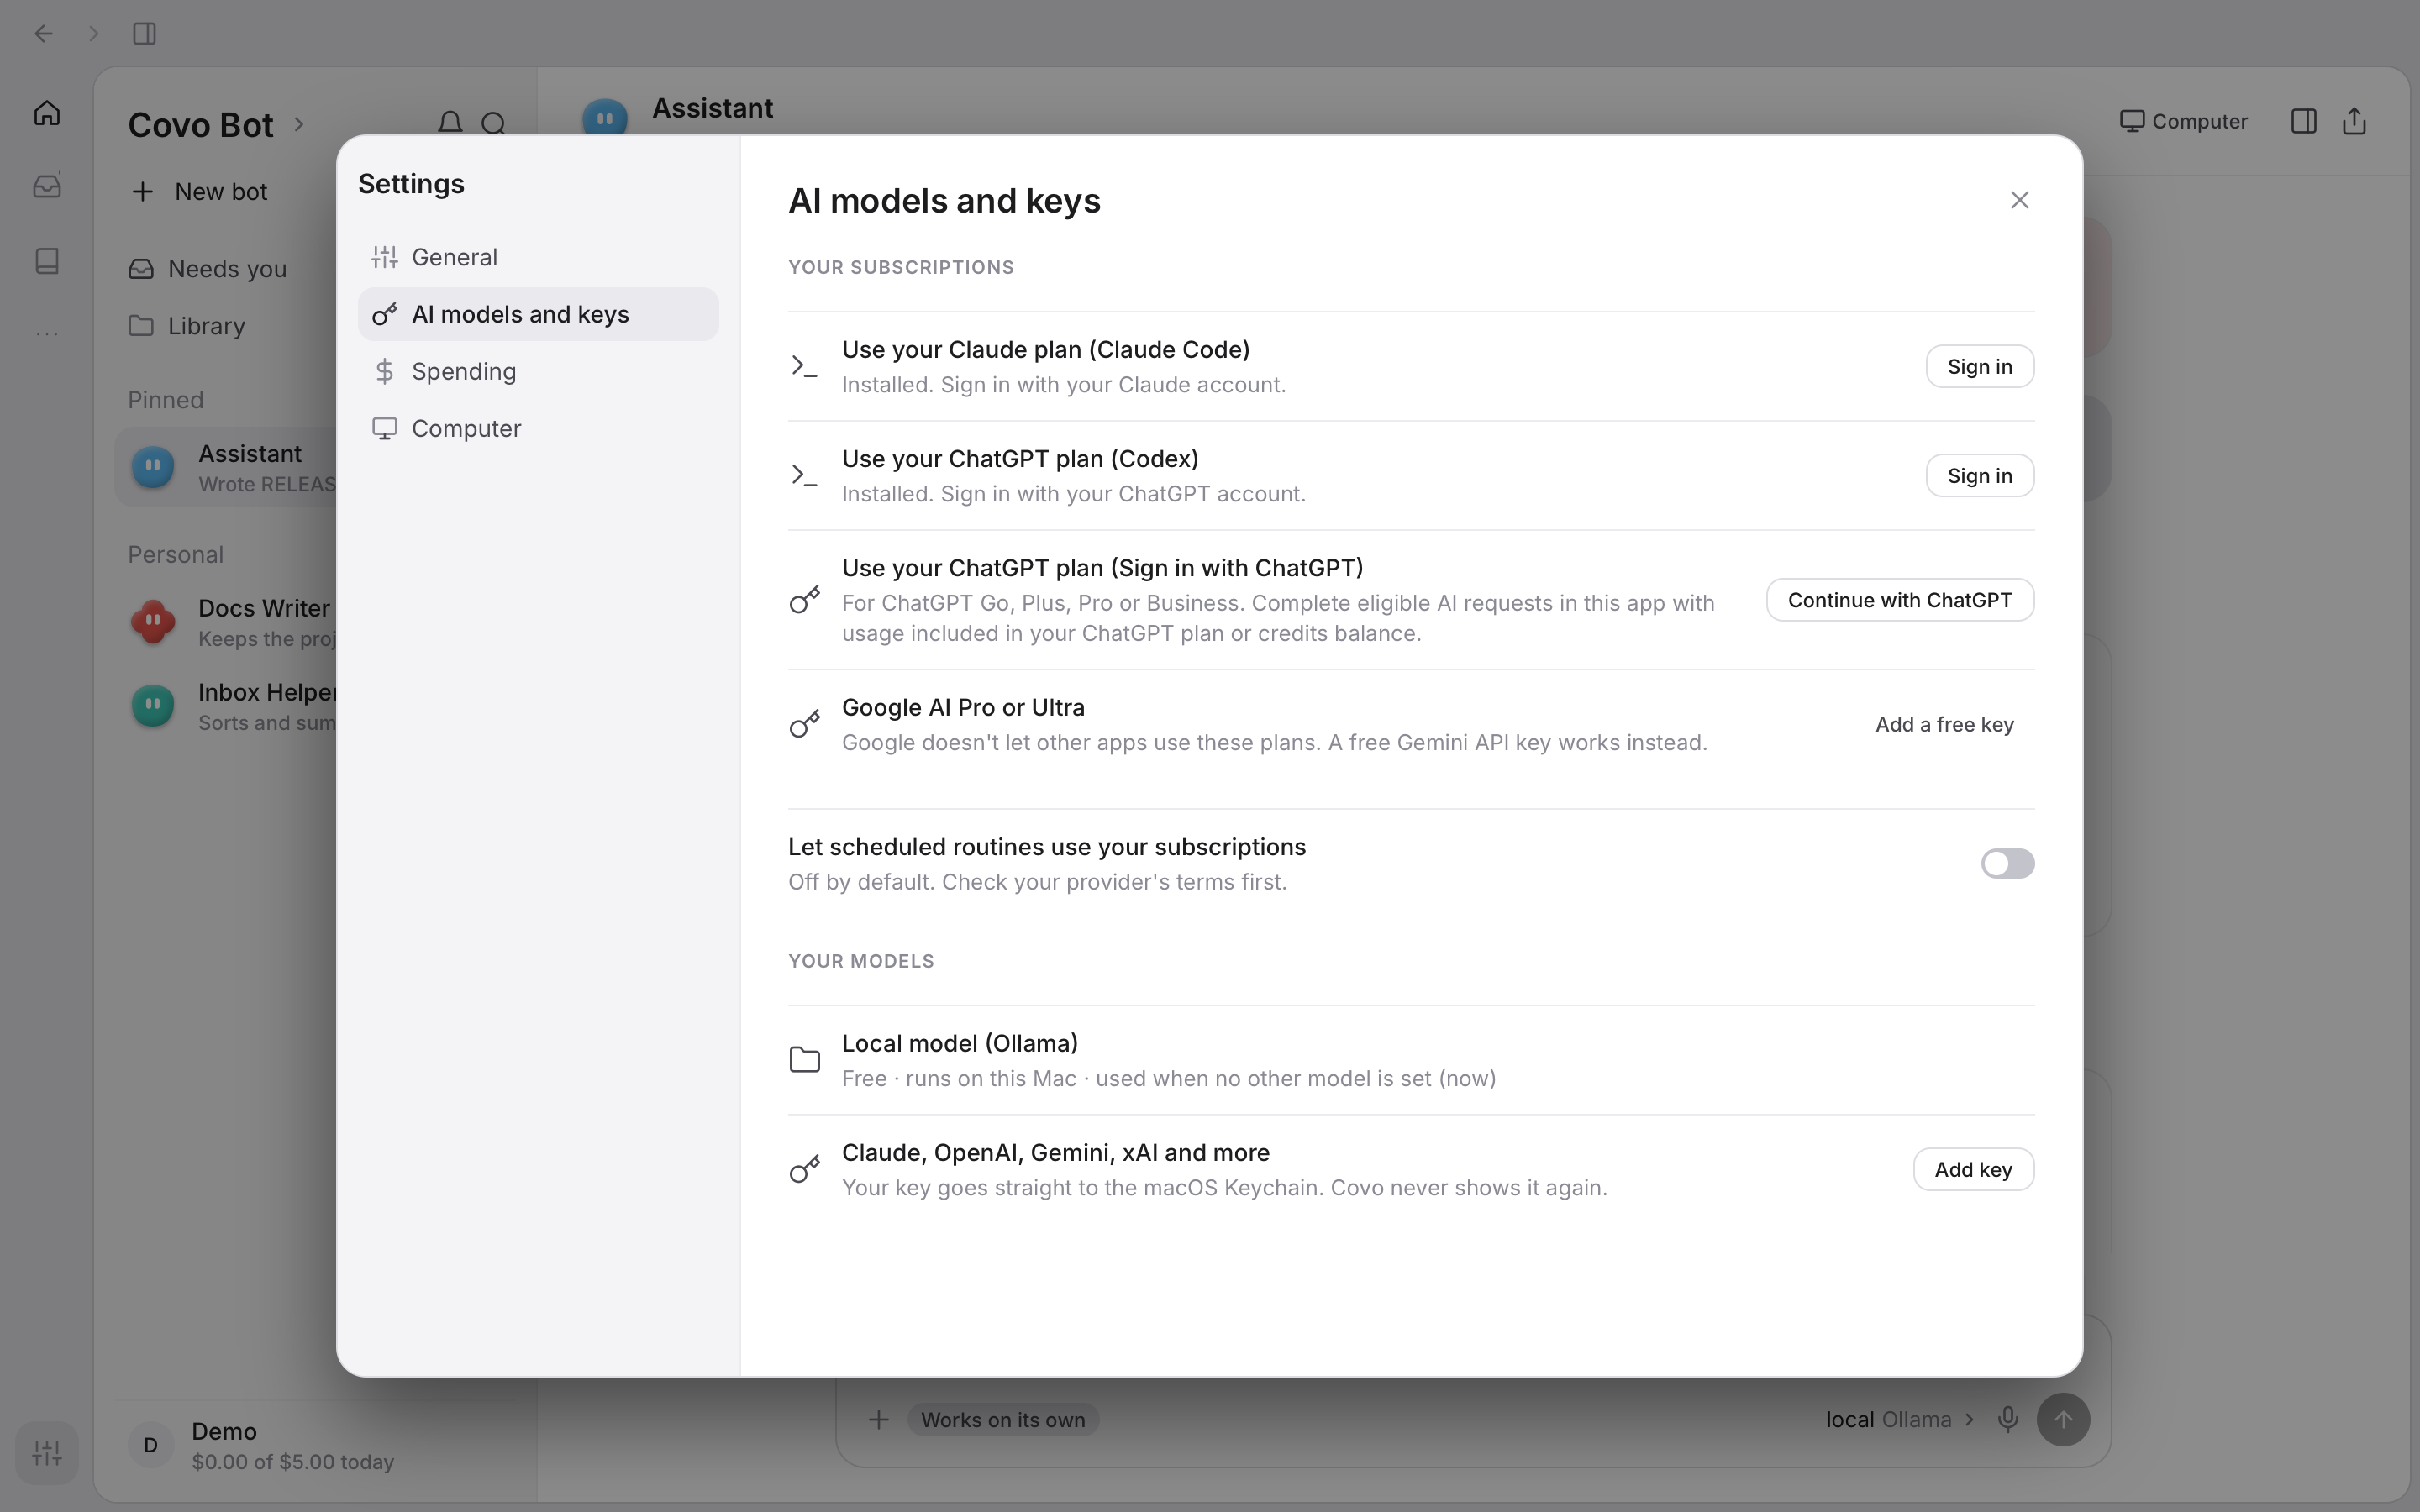 Covo Bot
New bot
Needs you
Library
Pinned
Assistant
Wrote RELEAS
Personal
Docs Writer
Keeps the proj
Inbox Helper
Sorts and sum
D
Demo
$0.00 of $5.00 today
Assistant
Computer
Settings
General
AI models and keys
Spending
Computer
AI models and keys
YOUR SUBSCRIPTIONS
Use your Claude plan (Claude Code)
Installed. Sign in with your Claude account.
Sign in
Use your ChatGPT plan (Codex)
Installed. Sign in with your ChatGPT account.
Sign in
Use your ChatGPT plan (Sign in with ChatGPT)
For ChatGPT Go, Plus, Pro or Business. Complete eligible AI requests in this app with
usage included in your ChatGPT plan or credits balance.
Continue with ChatGPT
Google AI Pro or Ultra
Google doesn't let other apps use these plans. A free Gemini API key works instead.
Add a free key
Let scheduled routines use your subscriptions
Off by default. Check your provider's terms first.
YOUR MODELS
Local model (Ollama)
Free · runs on this Mac · used when no other model is set (now)
Claude, OpenAI, Gemini, xAI and more
Your key goes straight to the macOS Keychain. Covo never shows it again.
Add key
Works on its own
local Ollama